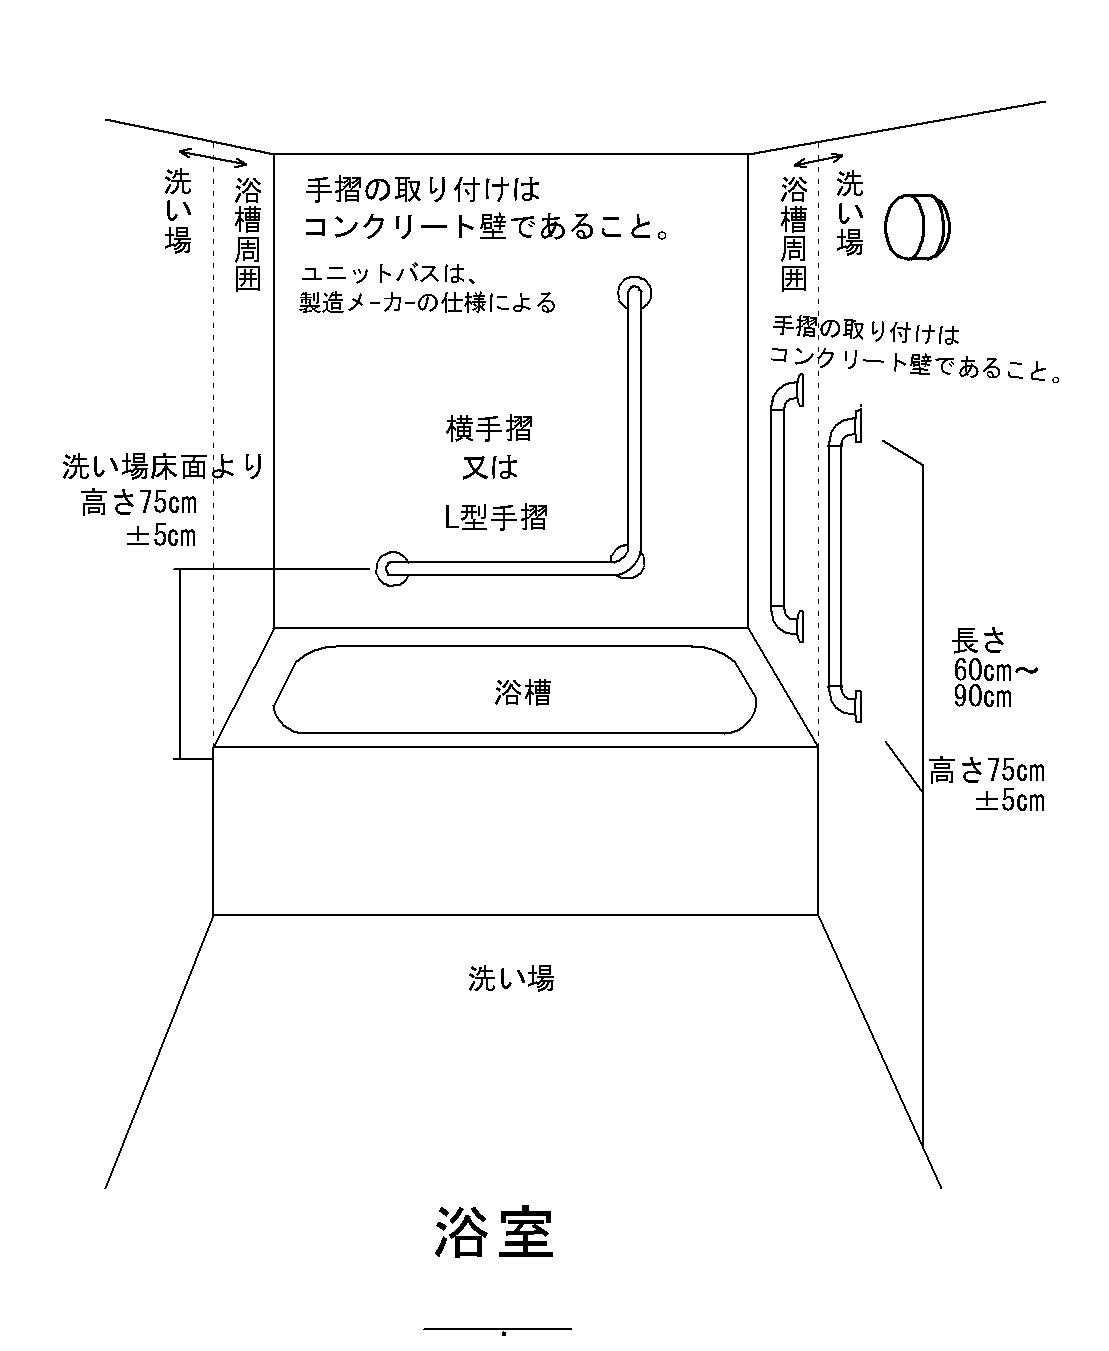 洗い場
浴槽周囲
手摺の取り付けは
コンクリート壁であること。
ユニットバスは、
製造メーカーの仕様による
浴槽周囲
洗い場
手摺の取り付けは
コンクリート壁であること。
横手摺
又は
L型手摺
洗い場床面より
高さ75cm
±5cm
長さ
60cm～
90cm
浴槽
高さ75cm
±5cm
洗い場
浴室